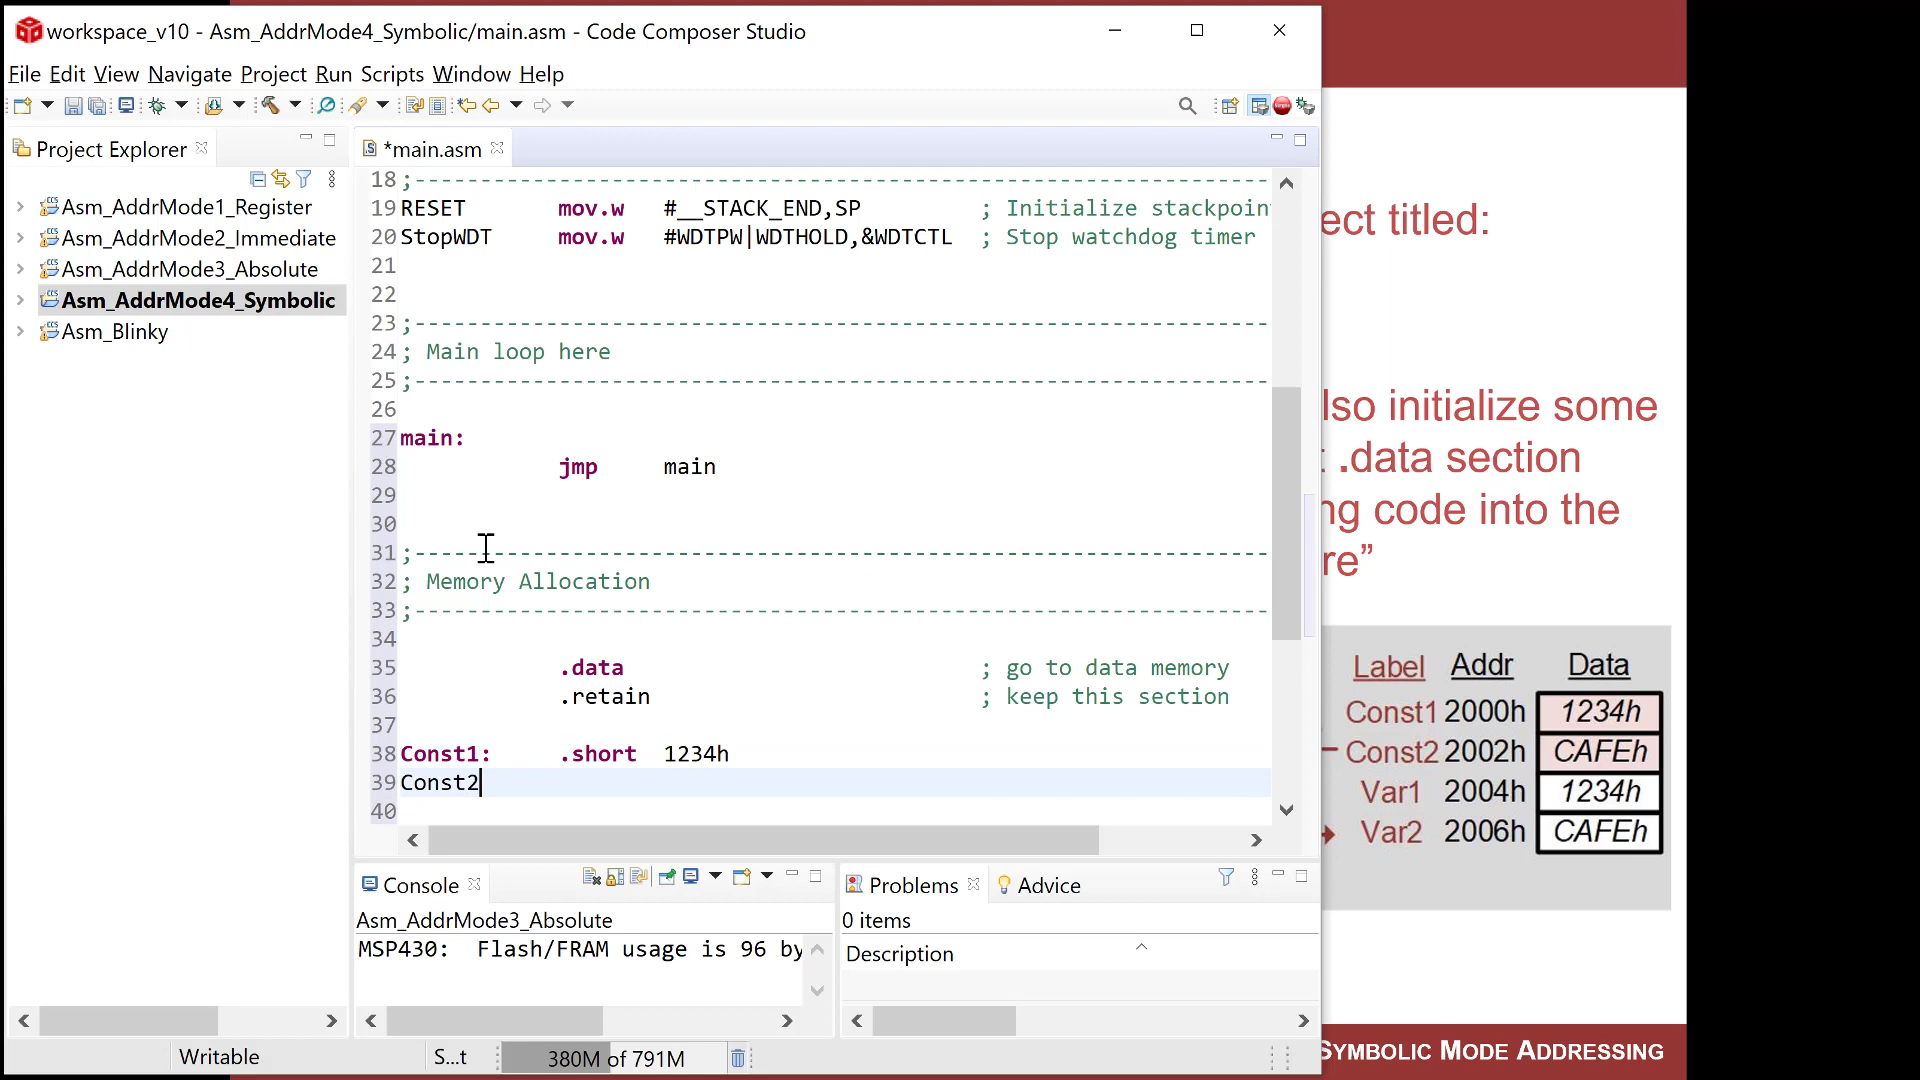 workspace_v10 - Asm_AddrMode4_Symbolic/main.asm - Code Composer Studio
File Edit View Navigate Project Run Scripts Window Help
Project Explorer
Asm_AddrMode1_Register
Asm_AddrMode2_Immediate
Asm_AddrMode3_Absolute
Asm_AddrMode4_Symbolic
Asm_Blinky
*main.asm
18 ;-----------------------------------------------------------------
19 RESET mov.w #__STACK_END,SP ; Initialize stackpoin
20 StopWDT mov.w #WDTPW|WDTHOLD,&WDTCTL ; Stop watchdog timer
21
22
23 ;-----------------------------------------------------------------
24 ; Main loop here
25 ;-----------------------------------------------------------------
26
27 main:
28 jmp main
29
30
31 ;-----------------------------------------------------------------
32 ; Memory Allocation
33 ;-----------------------------------------------------------------
34
35 .data ; go to data memory
36 .retain ; keep this section
37
38 Const1: .short 1234h
39 Const2
40
Console
Asm_AddrMode3_Absolute
MSP430: Flash/FRAM usage is 96 by
Problems
Advice
0 items
Description
Writable
S...t
380M of 791M
ect titled:
lso initialize some
.data section
ng code into the
re”
Label Addr Data
Const1 2000h 1234h
Const2 2002h CAFEh
Var1 2004h 1234h
Var2 2006h CAFEh
SYMBOLIC MODE ADDRESSING